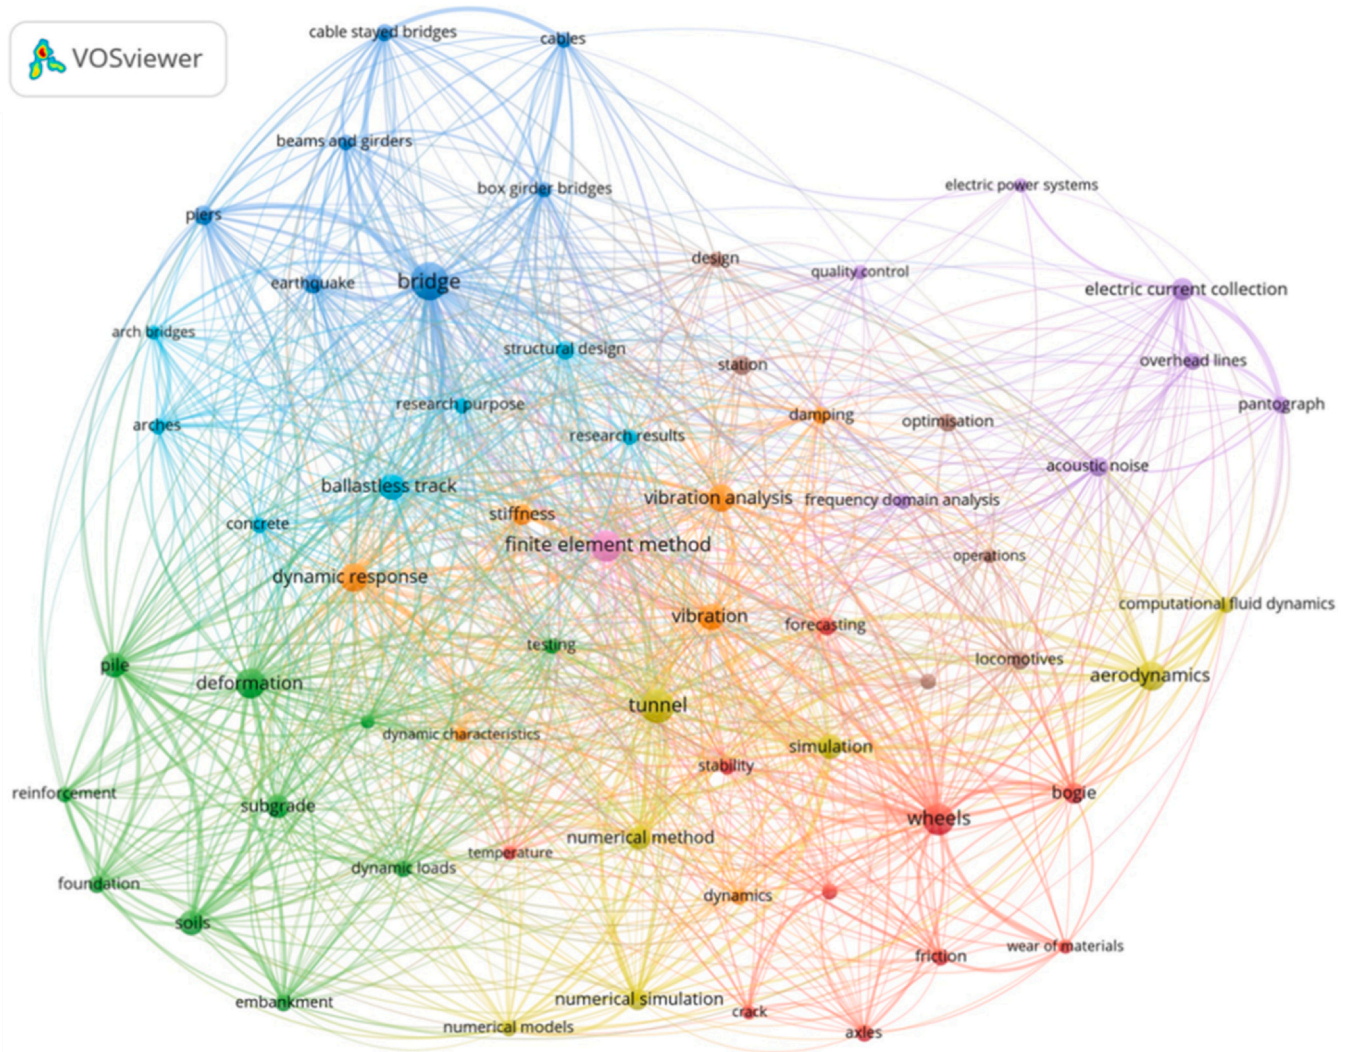 VOSviewer
cable stayed bridges
cables
beams and girders
box girder bridges
electric power systems
piers
design
quality control
earthquake
bridge
electric current collection
arch bridges
structural design
station
overhead lines
research purpose
pantograph
damping
optimisation
arches
research results
acoustic noise
ballastless track
vibration analysis
frequency domain analysis
stiffness
concrete
finite element method
operations
dynamic response
computational fluid dynamics
vibration
forecasting
testing
locomotives
pile
deformation
aerodynamics
tunnel
dynamic characteristics
simulation
stability
reinforcement
bogie
subgrade
wheels
numerical method
temperature
dynamic loads
foundation
dynamics
soils
wear of materials
friction
embankment
numerical simulation
crack
numerical models
axles